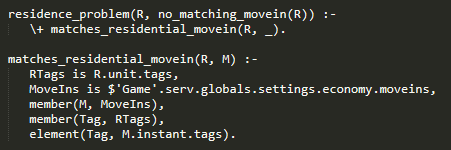 residence_problem(R, no_matching_movein(R)) :-
    \+ matches_residential_movein(R, _).

matches_residential_movein(R, M) :-
    RTags is R.unit.tags,
    MoveIns is $'Game'.serv.globals.settings.economy.moveins,
    member(M, MoveIns),
    member(Tag, RTags),
    element(Tag, M.instant.tags).